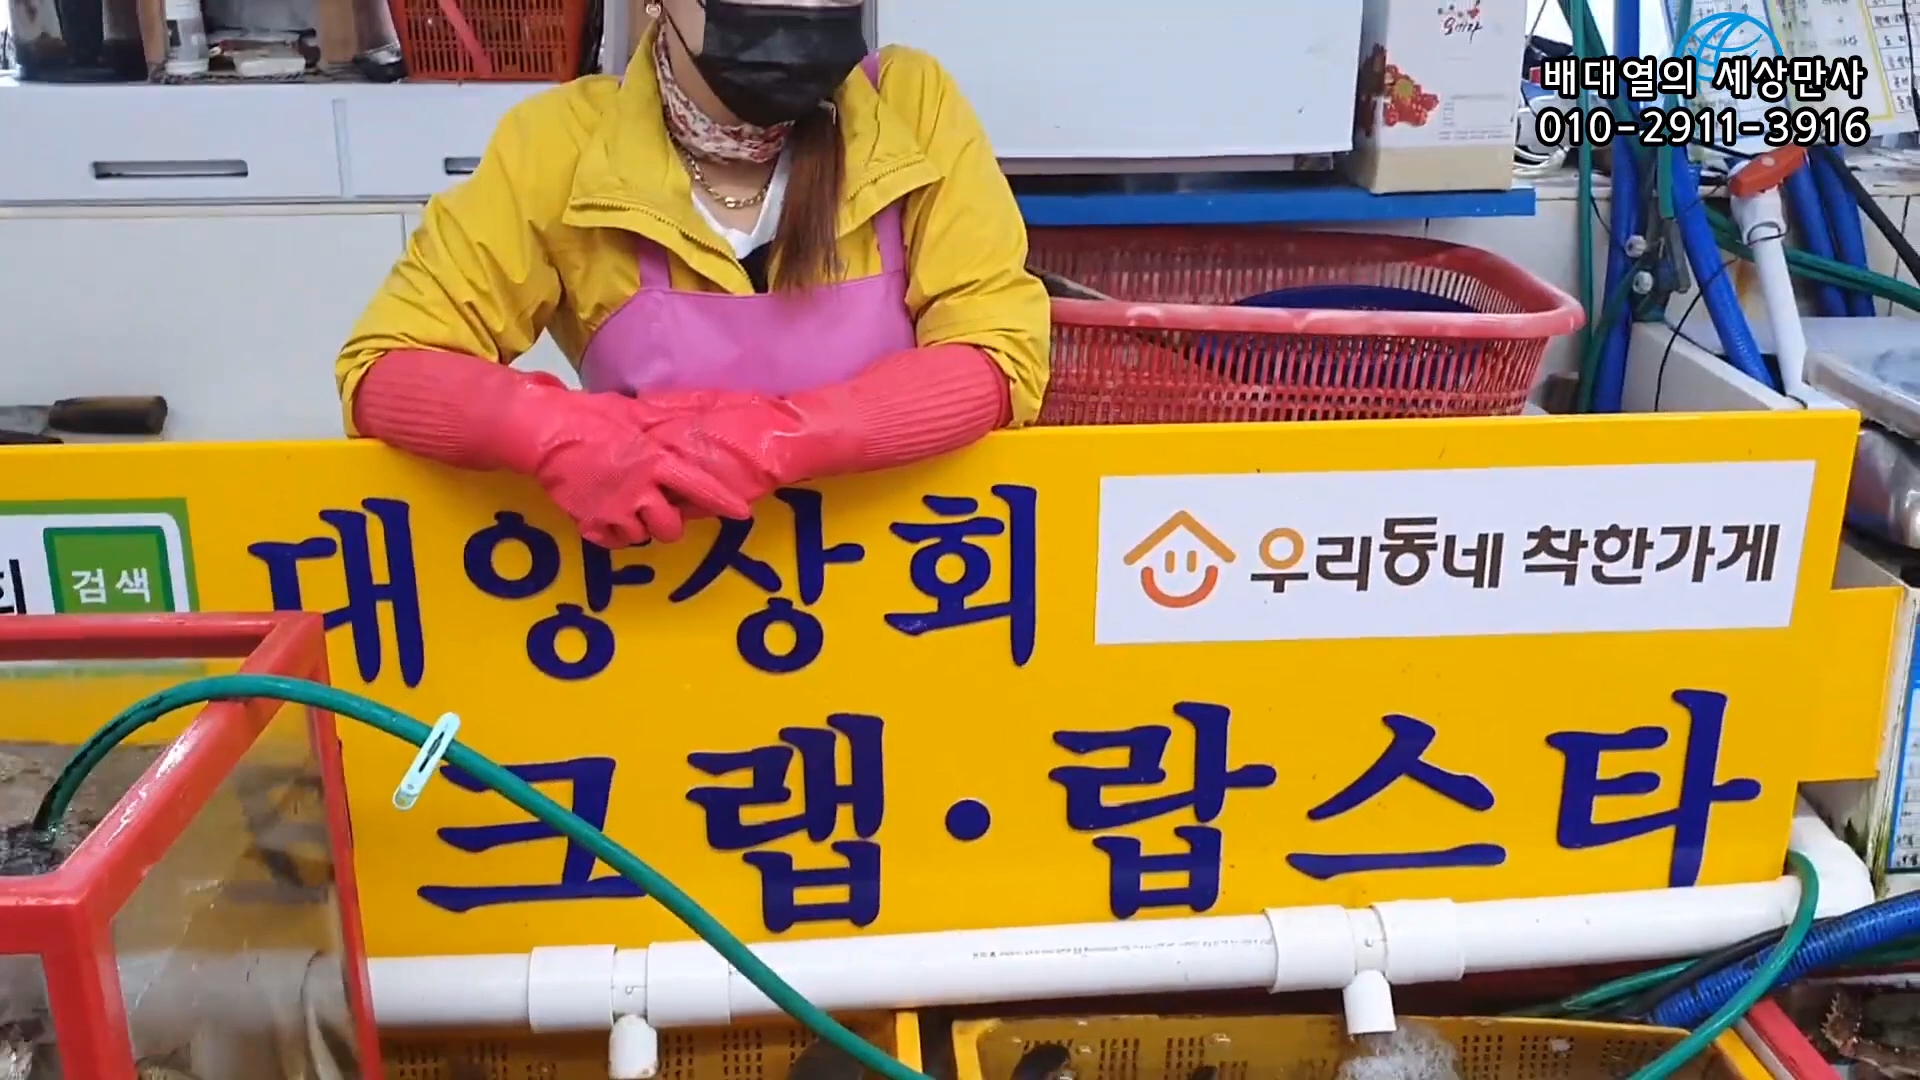 배대열의 세상만사
010-2911-3916
검색
대양상회
우리동네 착한가게
크랩·랍스타